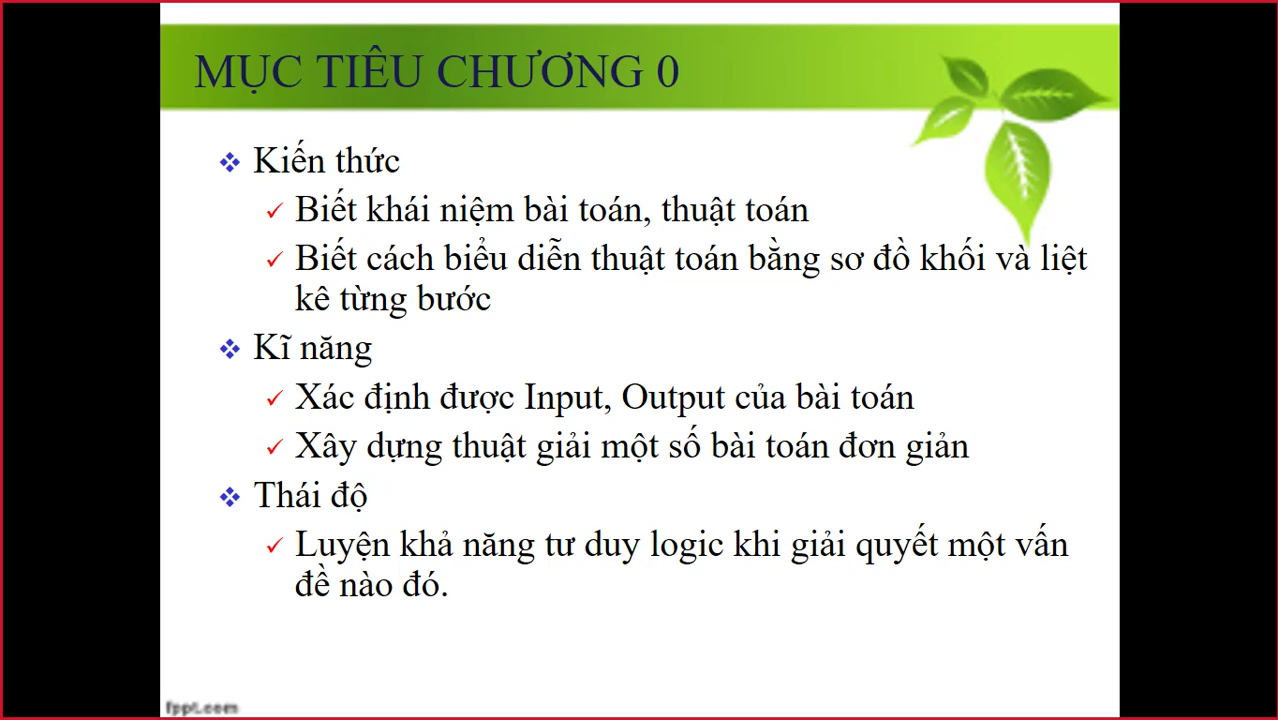 MỤC TIÊU CHƯƠNG 0
Kiến thức
Biết khái niệm bài toán, thuật toán
Biết cách biểu diễn thuật toán bằng sơ đồ khối và liệt
kê từng bước
Kĩ năng
Xác định được Input, Output của bài toán
Xây dựng thuật giải một số bài toán đơn giản
Thái độ
Luyện khả năng tư duy logic khi giải quyết một vấn
đề nào đó.
fppt.com